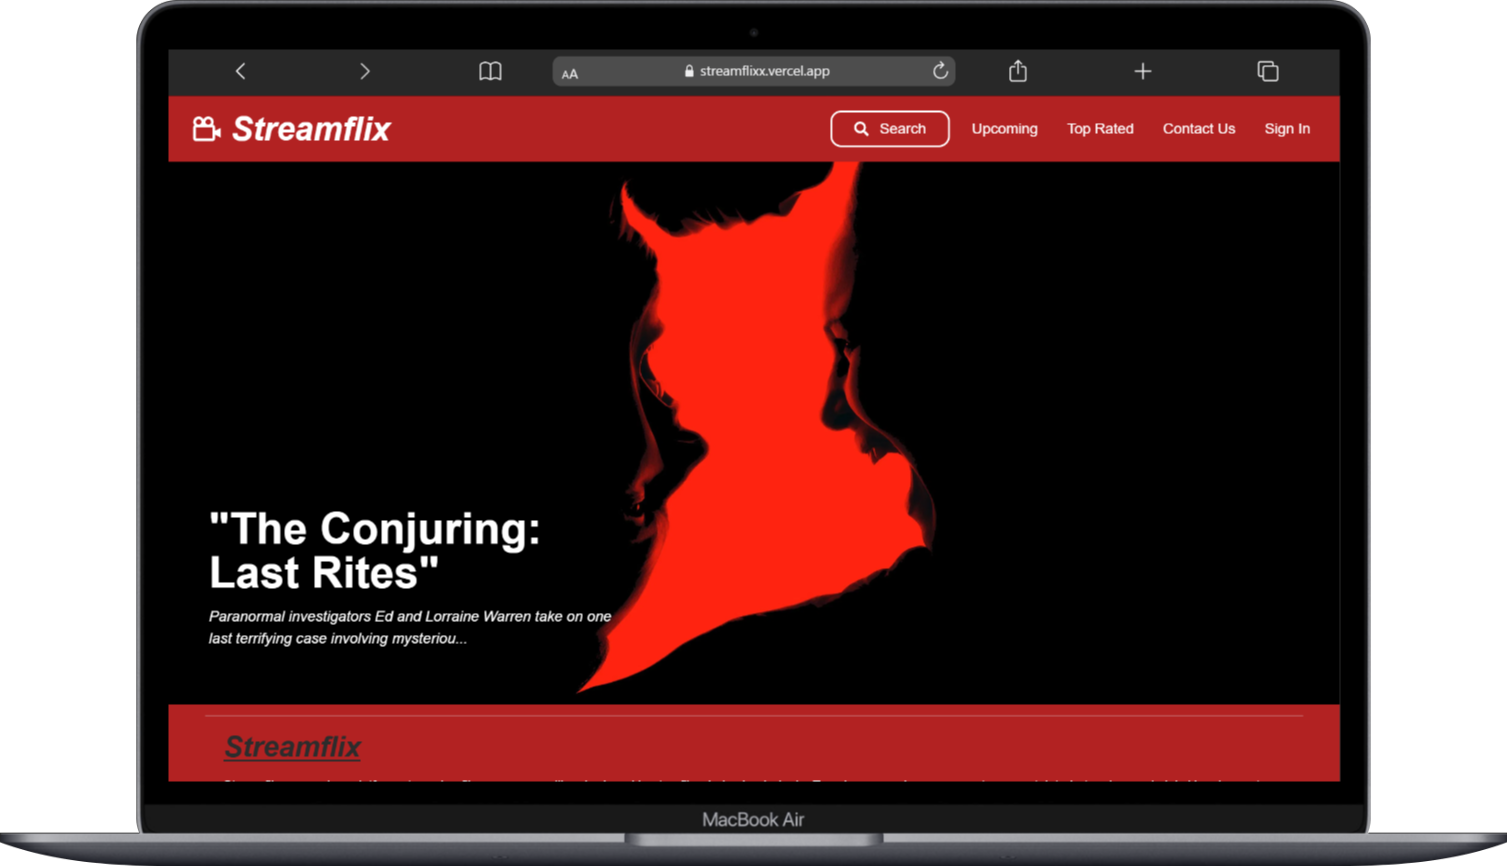 AA streamflixx.vercel.app
Streamflix Search Upcoming Top Rated Contact Us Sign In
"The Conjuring:
Last Rites"
Paranormal investigators Ed and Lorraine Warren take on one
last terrifying case involving mysteriou...
Streamflix
MacBook Air